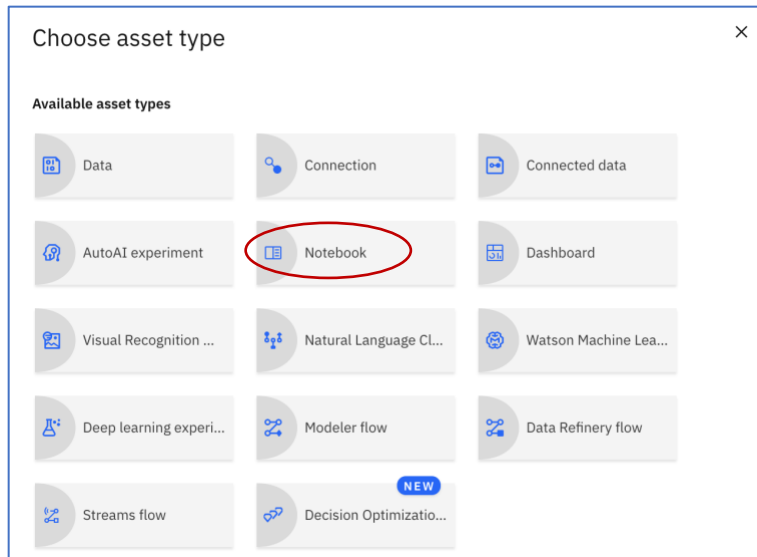 Choose asset type
Available asset types
Data
Connection
Connected data
AutoAI experiment
Notebook
Dashboard
Visual Recognition ...
Natural Language Cl...
Watson Machine Lea...
Deep learning experi...
Modeler flow
Data Refinery flow
NEW
Streams flow
Decision Optimizatio...